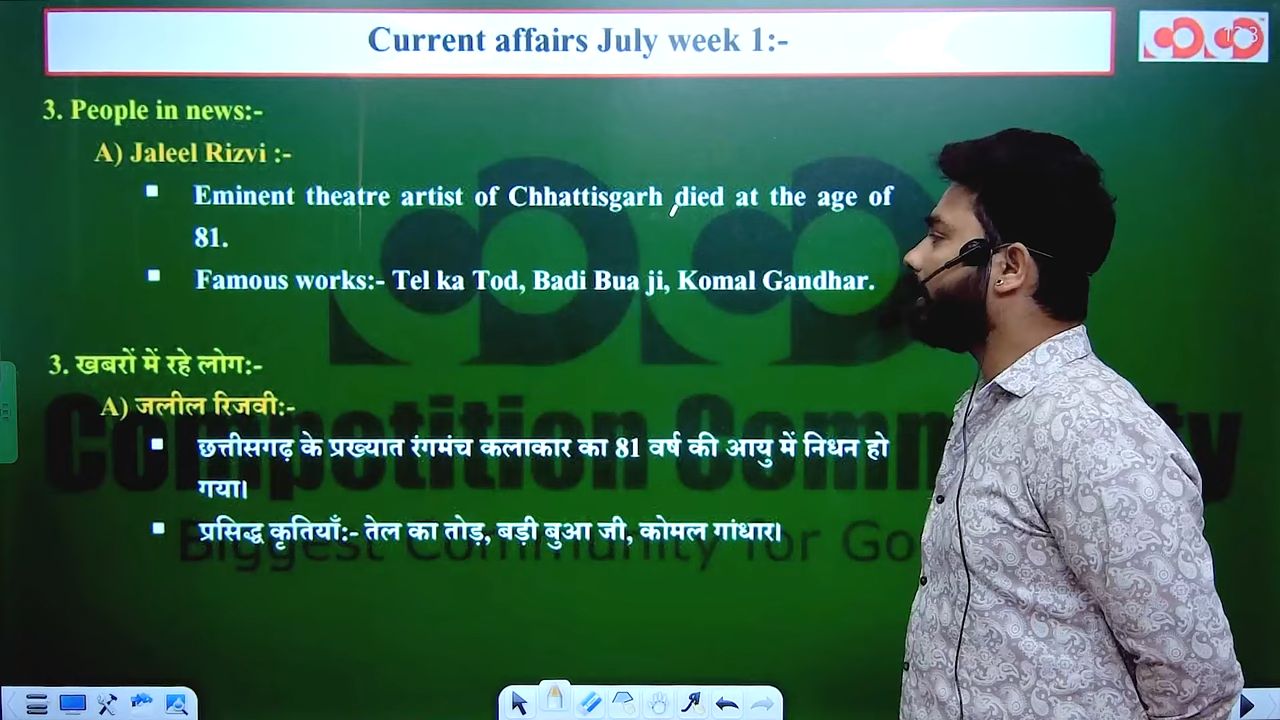 Current affairs July week 1:-
3. People in news:-
A) Jaleel Rizvi :-
▪ Eminent theatre artist of Chhattisgarh died at the age of
81.
▪ Famous works:- Tel ka Tod, Badi Bua ji, Komal Gandhar.
3. खबरों में रहे लोग:-
A) जलील रिजवी:-
▪ छत्तीसगढ़ के प्रख्यात रंगमंच कलाकार का 81 वर्ष की आयु में निधन हो
गया।
▪ प्रसिद्ध कृतियाँ:- तेल का तोड़, बड़ी बुआ जी, कोमल गांधार।
Competition Community
Biggest Community for Go